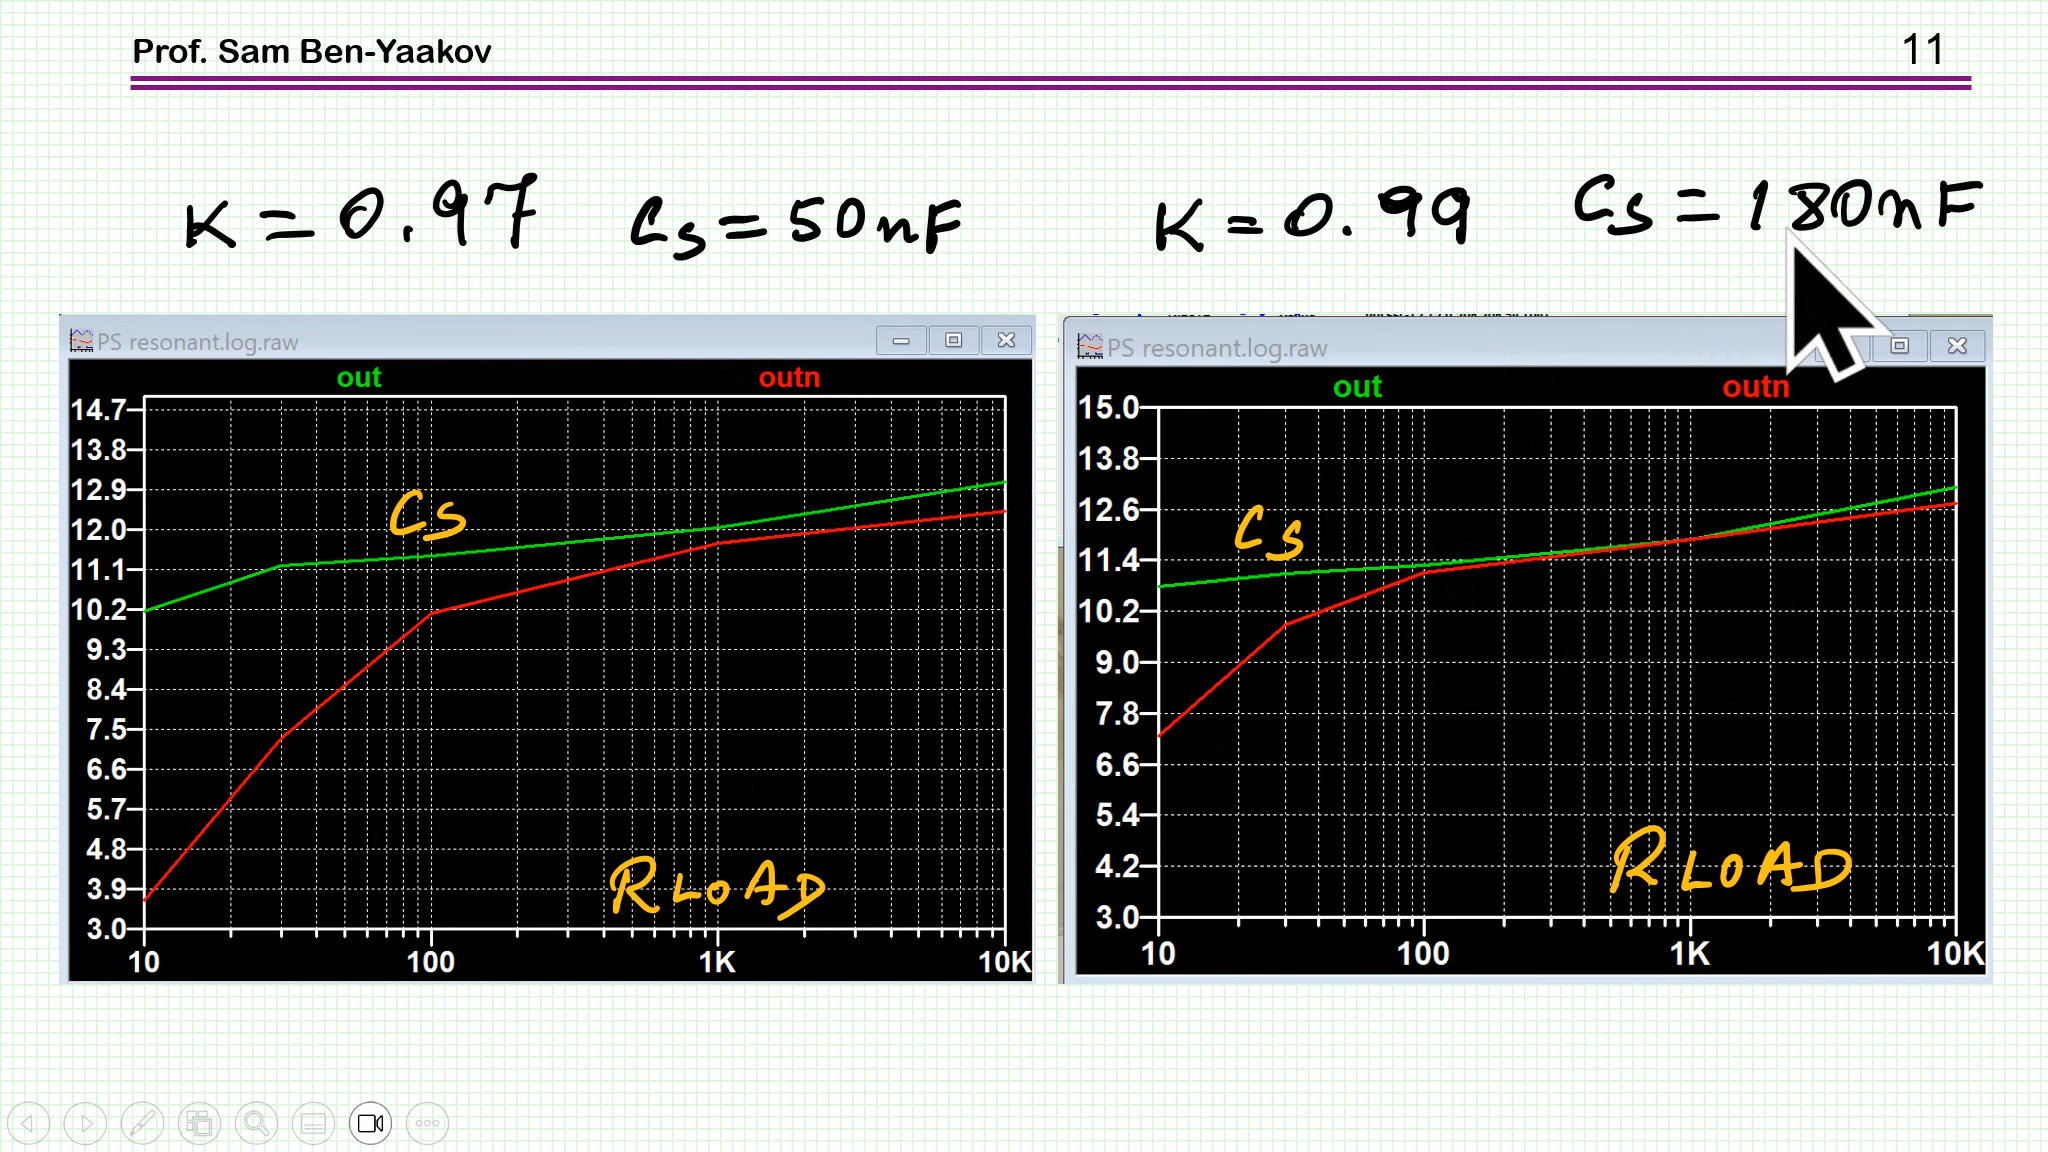 Prof. Sam Ben-Yaakov
11
K = 0.97 Cs = 50nF
K = 0.99 Cs = 180nF
PS resonant.log.raw
out outn
14.7
13.8
12.9
12.0
11.1
10.2
9.3
8.4
7.5
6.6
5.7
4.8
3.9
3.0
Cs
RLOAD
10 100 1K 10K
PS resonant.log.raw
out outn
15.0
13.8
12.6
11.4
10.2
9.0
7.8
6.6
5.4
4.2
3.0
Cs
RLOAD
10 100 1K 10K